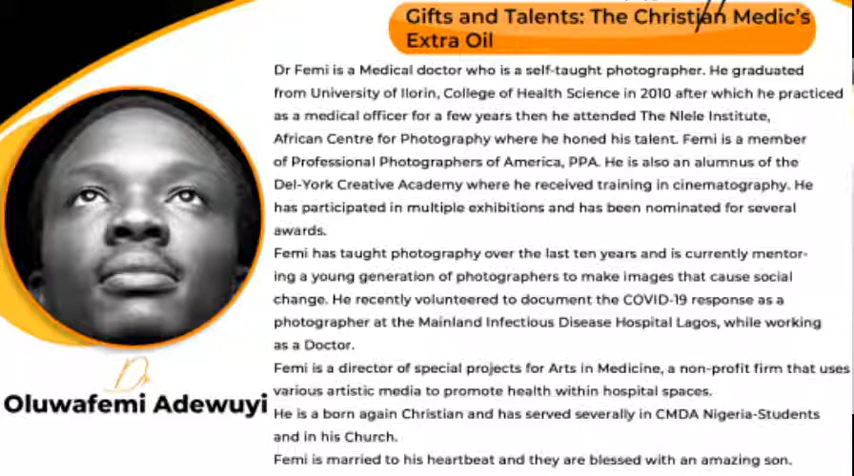 Gifts and Talents: The Christian Medic's
Extra Oil
Dr Femi is a Medical doctor who is a self-taught photographer. He graduated
from University of Ilorin, College of Health Science in 2010 after which he practiced
as a medical officer for a few years then he attended The Nlele Institute,
African Centre for Photography where he honed his talent. Femi is a member
of Professional Photographers of America, PPA. He is also an alumnus of the
Del-York Creative Academy where he received training in cinematography. He
has participated in multiple exhibitions and has been nominated for several
awards.
Femi has taught photography over the last ten years and is currently mentor-
ing a young generation of photographers to make images that cause social
change. He recently volunteered to document the COVID-19 response as a
photographer at the Mainland Infectious Disease Hospital Lagos, while working
as a Doctor.
Femi is a director of special projects for Arts in Medicine, a non-profit firm that uses
various artistic media to promote health within hospital spaces.
He is a born again Christian and has served severally in CMDA Nigeria-Students
and in his Church.
Femi is married to his heartbeat and they are blessed with an amazing son.
Dr
Oluwafemi Adewuyi